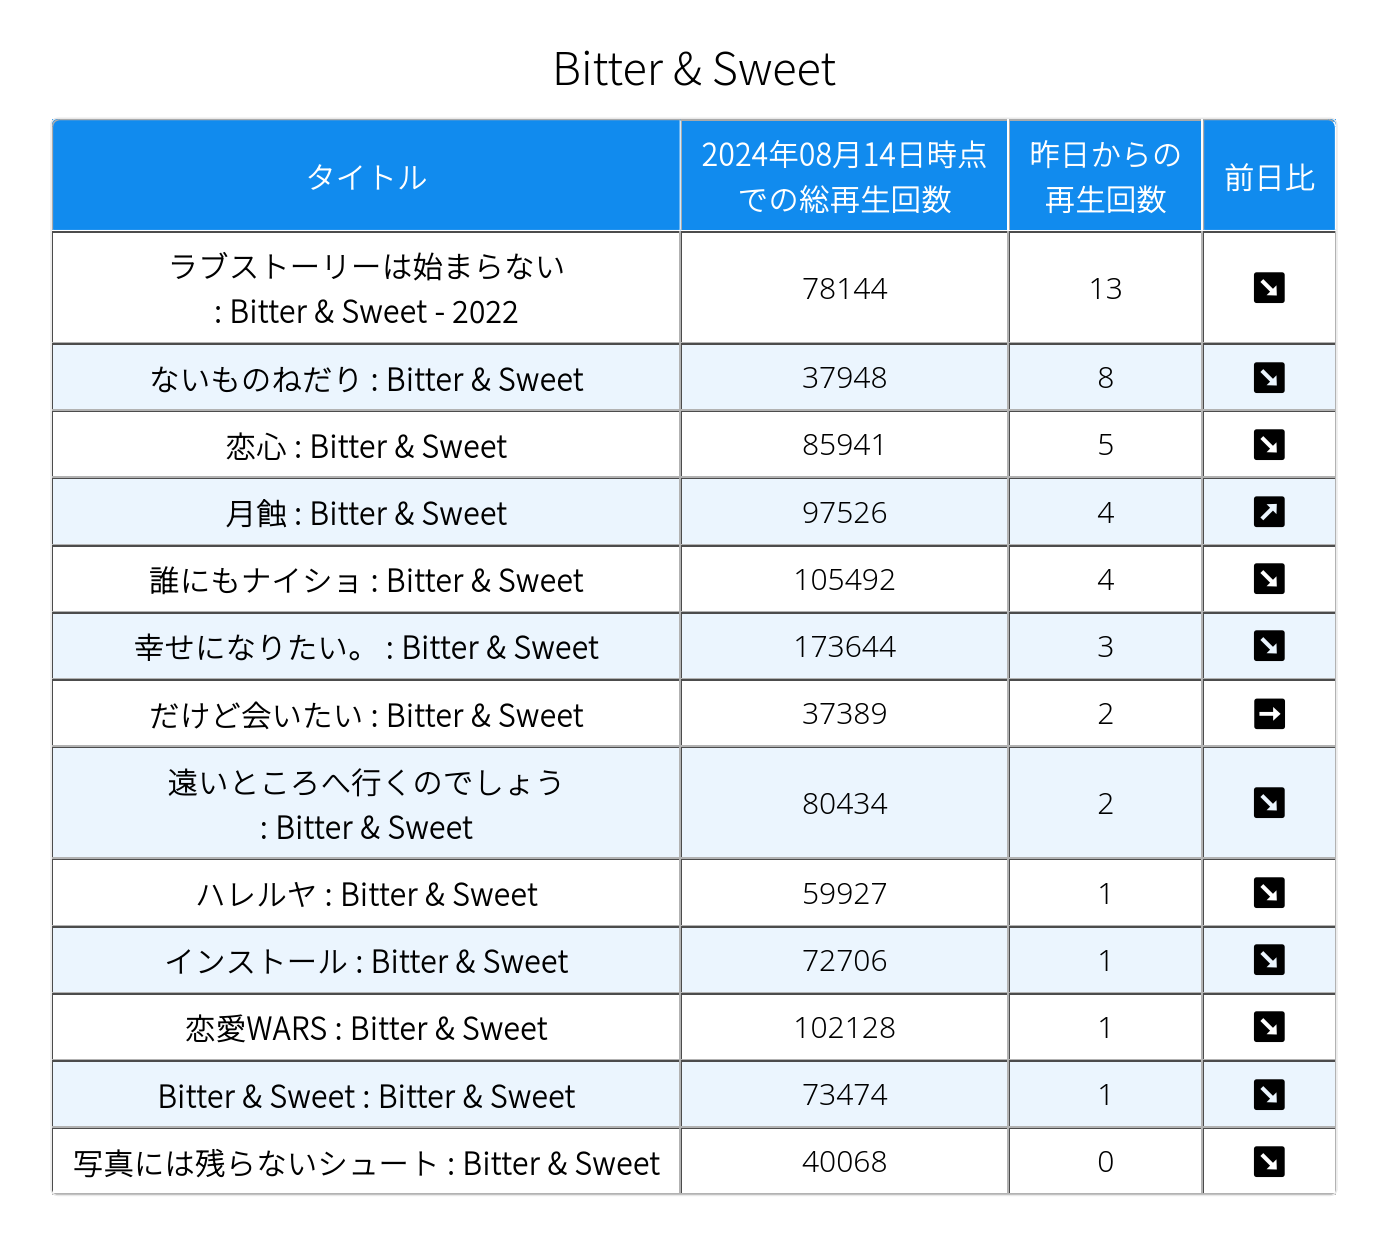 Bitter & Sweet
タイトル
2024年08月14日時点
での総再生回数
昨日からの
再生回数
前日比
ラブストーリーは始まらない
: Bitter & Sweet - 2022
78144
13
↘
ないものねだり : Bitter & Sweet
37948
8
↘
恋心 : Bitter & Sweet
85941
5
↘
月蝕 : Bitter & Sweet
97526
4
↗
誰にもナイショ : Bitter & Sweet
105492
4
↘
幸せになりたい。 : Bitter & Sweet
173644
3
↘
だけど会いたい : Bitter & Sweet
37389
2
→
遠いところへ行くのでしょう
: Bitter & Sweet
80434
2
↘
ハレルヤ : Bitter & Sweet
59927
1
↘
インストール : Bitter & Sweet
72706
1
↘
恋愛WARS : Bitter & Sweet
102128
1
↘
Bitter & Sweet : Bitter & Sweet
73474
1
↘
写真には残らないシュート : Bitter & Sweet
40068
0
↘